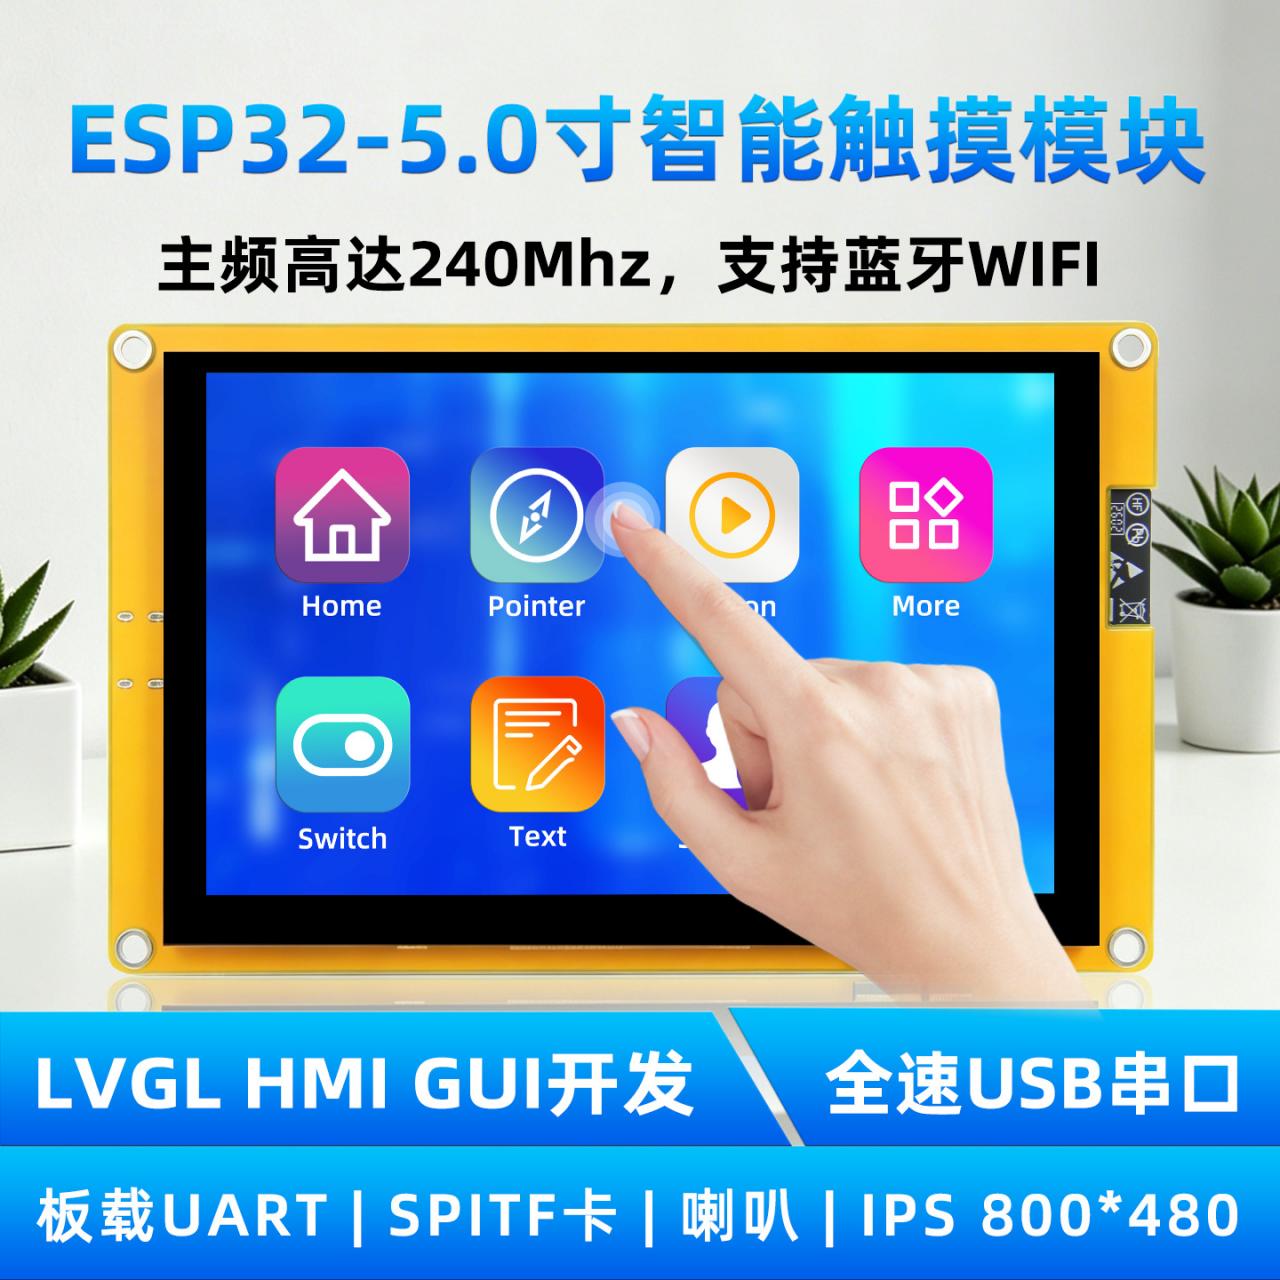 ESP32-5.0寸智能触摸模块
主频高达240Mhz，支持蓝牙WIFI
Home
Pointer
More
Switch
Text
LVGL HMI GUI开发
全速USB串口
板载UART | SPITF卡 | 喇叭 | IPS 800*480